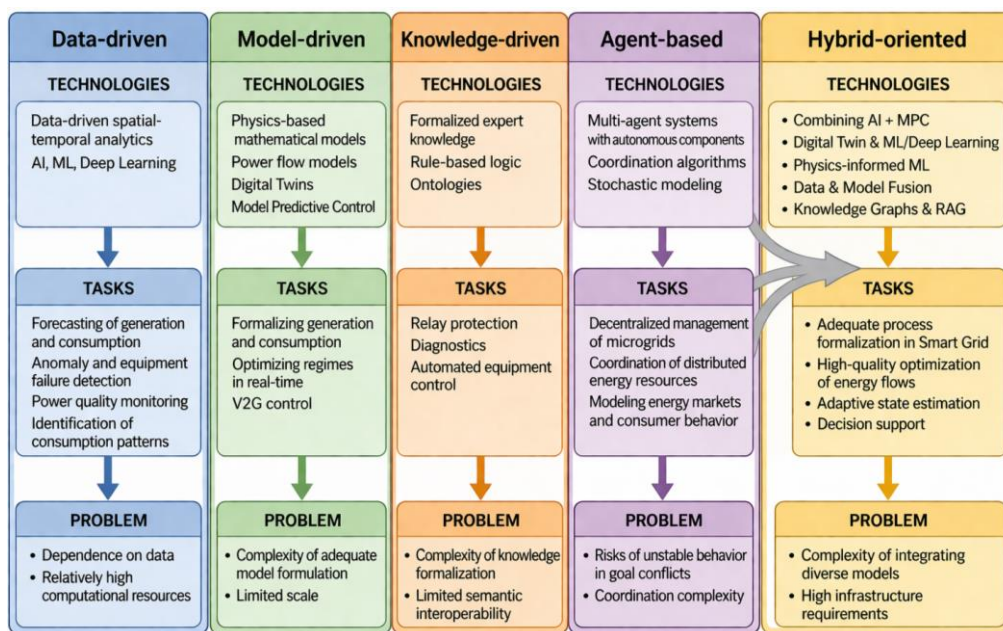 Data-driven
TECHNOLOGIES
Data-driven spatial-
temporal analytics
AI, ML, Deep Learning
TASKS
Forecasting of generation
and consumption
Anomaly and equipment
failure detection
Power quality monitoring
Identification of
consumption patterns
PROBLEM
• Dependence on data
• Relatively high
computational resources
Model-driven
TECHNOLOGIES
Physics-based
mathematical models
Power flow models
Digital Twins
Model Predictive Control
TASKS
Formalizing generation
and consumption
Optimizing regimes
in real-time
V2G control
PROBLEM
• Complexity of adequate
model formulation
• Limited scale
Knowledge-driven
TECHNOLOGIES
Formalized expert
knowledge
Rule-based logic
Ontologies
TASKS
Relay protection
Diagnostics
Automated equipment
control
PROBLEM
• Complexity of knowledge
formalization
• Limited semantic
interoperability
Agent-based
TECHNOLOGIES
Multi-agent systems
with autonomous components
Coordination algorithms
Stochastic modeling
TASKS
Decentralized management
of microgrids
Coordination of distributed
energy resources
Modeling energy markets
and consumer behavior
PROBLEM
• Risks of unstable behavior
in goal conflicts
• Coordination complexity
Hybrid-oriented
TECHNOLOGIES
• Combining AI + MPC
• Digital Twin & ML/Deep Learning
• Physics-informed ML
• Data & Model Fusion
• Knowledge Graphs & RAG
TASKS
• Adequate process
formalization in Smart Grid
• High-quality optimization
of energy flows
• Adaptive state estimation
• Decision support
PROBLEM
• Complexity of integrating
diverse models
• High infrastructure
requirements